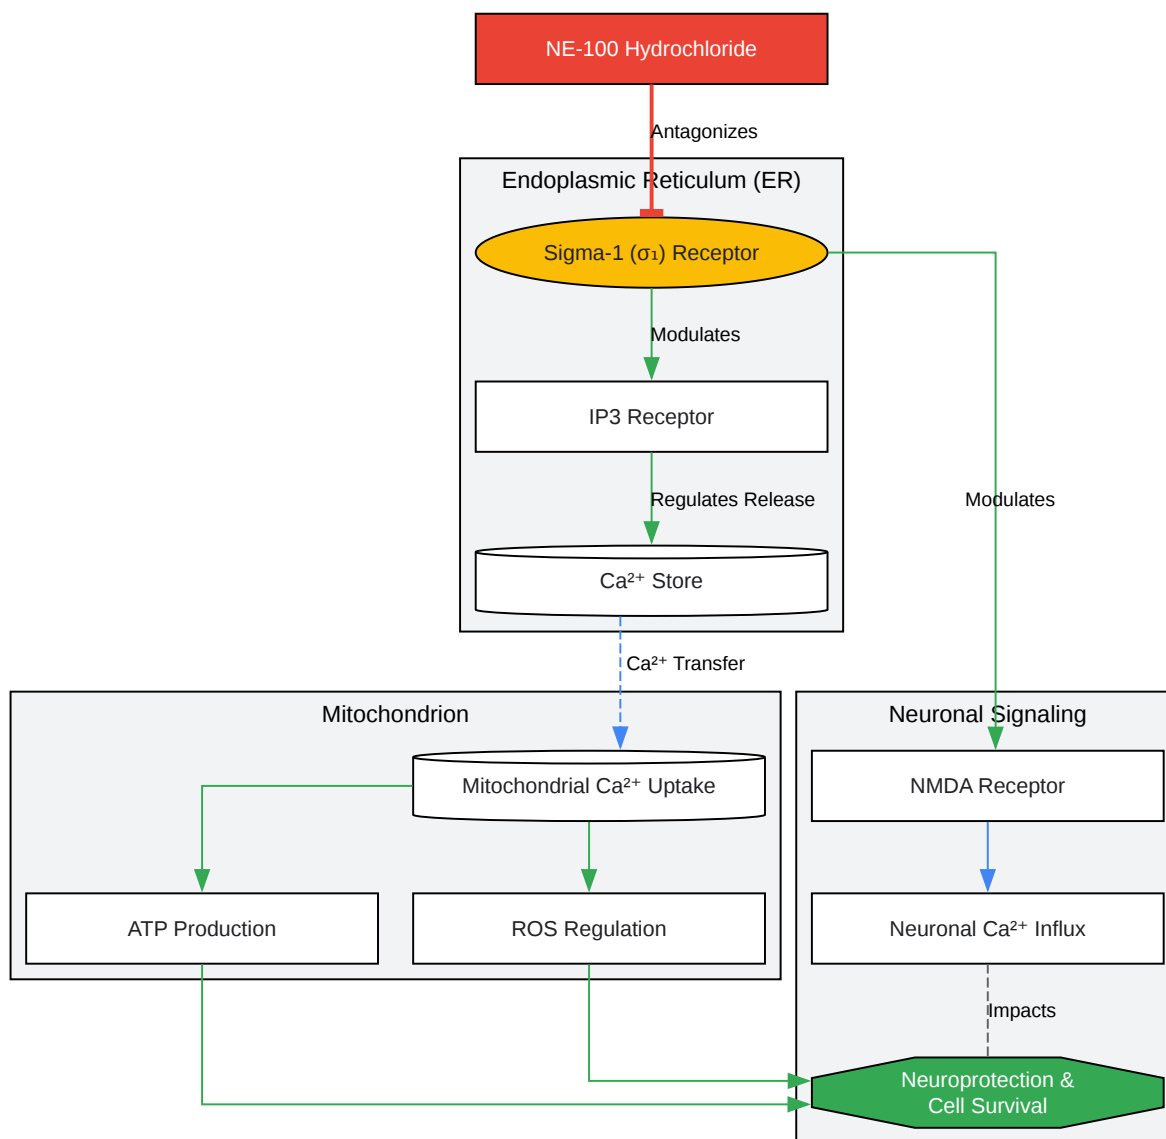 NE-100 Hydrochloride
Antagonizes
Endoplasmic Reticulum (ER)
Sigma-1 (σ₁) Receptor
Modulates
IP3 Receptor
Regulates Release
Modulates
Ca²⁺ Store
Ca²⁺ Transfer
Mitochondrion
Neuronal Signaling
Mitochondrial Ca²⁺ Uptake
NMDA Receptor
ATP Production
ROS Regulation
Neuronal Ca²⁺ Influx
Impacts
Neuroprotection &
Cell Survival